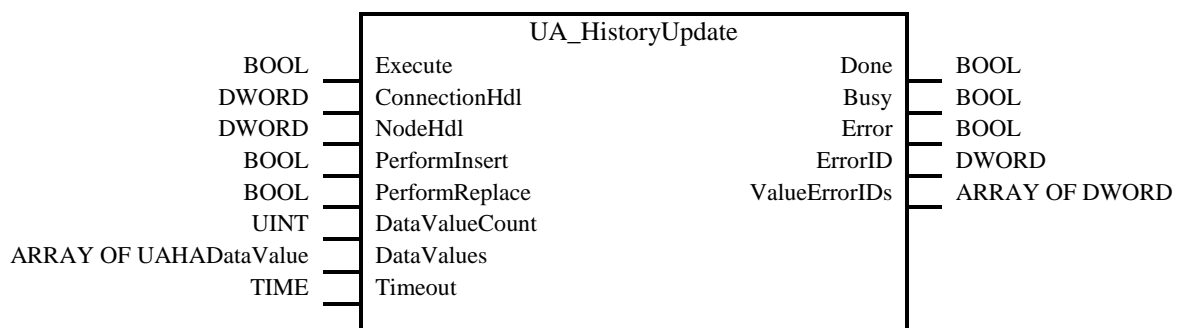 UA_HistoryUpdate
BOOL Execute Done BOOL
DWORD ConnectionHdl Busy BOOL
DWORD NodeHdl Error BOOL
BOOL PerformInsert ErrorID DWORD
BOOL PerformReplace ValueErrorIDs ARRAY OF DWORD
UINT DataValueCount
ARRAY OF UAHADataValue DataValues
TIME Timeout